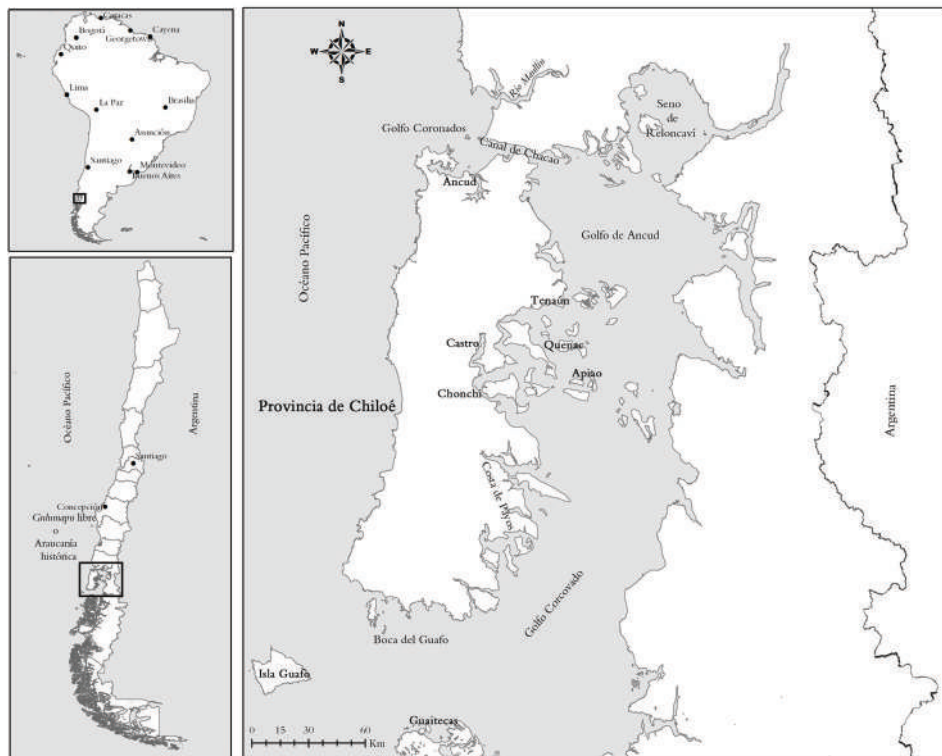 Caracas
Bogotá
Georgetown
Cayena
Quito
Lima
La Paz
Brasilia
Asunción
Santiago
Montevideo
Buenos Aires
Océano Pacífico
Argentina
Santiago
Concepción
Gulumapu libre
o
Araucanía
histórica
N
W E
S
Río Maullín
Seno
de
Reloncaví
Golfo Coronados
Canal de Chacao
Ancud
Golfo de Ancud
Océano Pacífico
Tenaún
Castro
Quenac
Apiao
Chonchi
Provincia de Chiloé
Argentina
Costa de Payos
Golfo Corcovado
Boca del Guafo
Isla Guafo
Guaitecas
0 15 30 60
Km